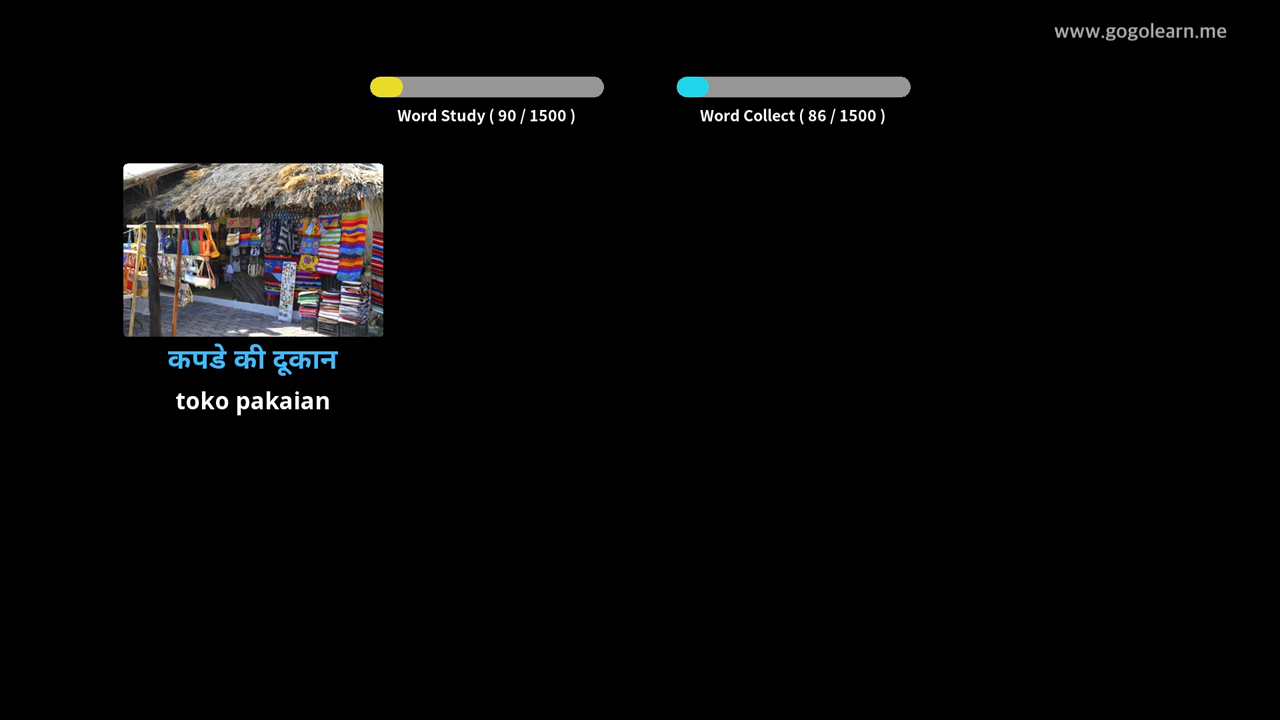 www.gogolearn.me
Word Study ( 90 / 1500 )
Word Collect ( 86 / 1500 )
कपडे की दूकान
toko pakaian